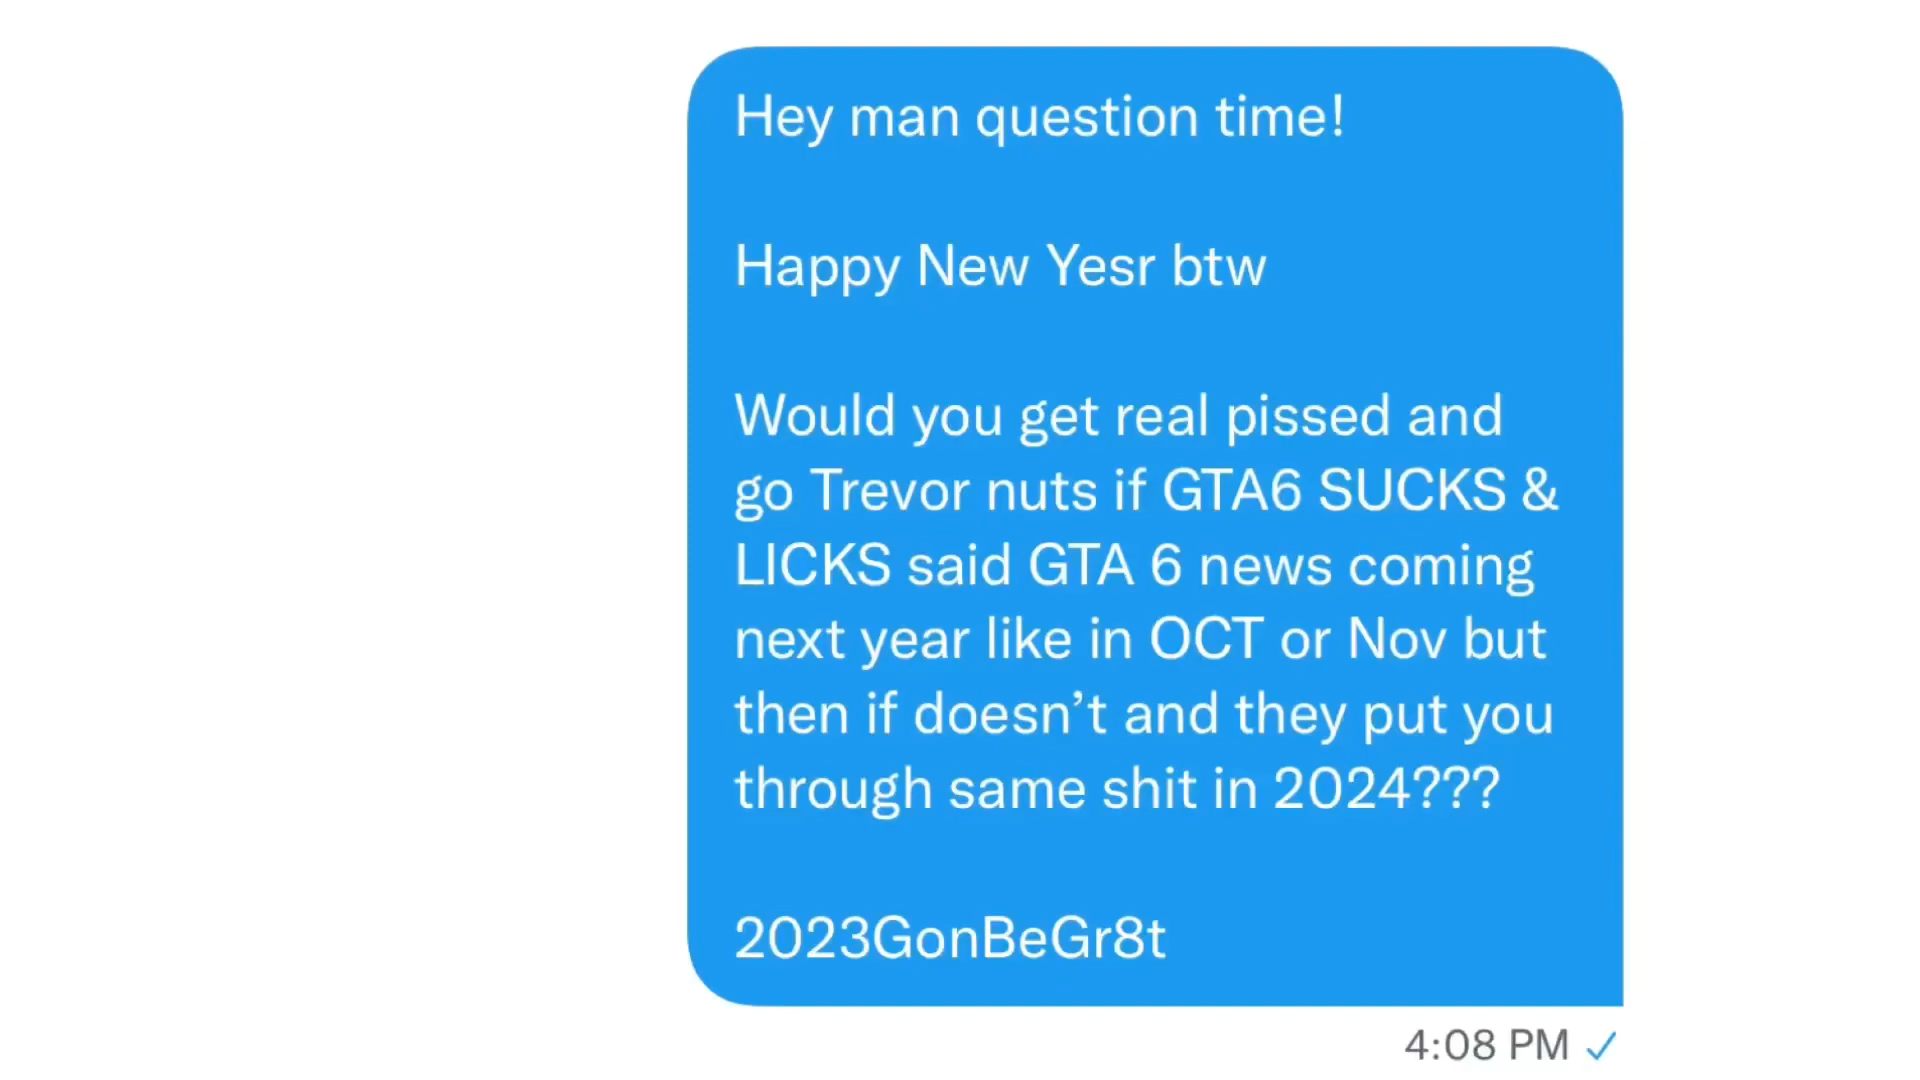 Hey man question time!
Happy New Yesr btw
Would you get real pissed and
go Trevor nuts if GTA6 SUCKS &
LICKS said GTA 6 news coming
next year like in OCT or Nov but
then if doesn’t and they put you
through same shit in 2024???
2023GonBeGr8t
4:08 PM ✓